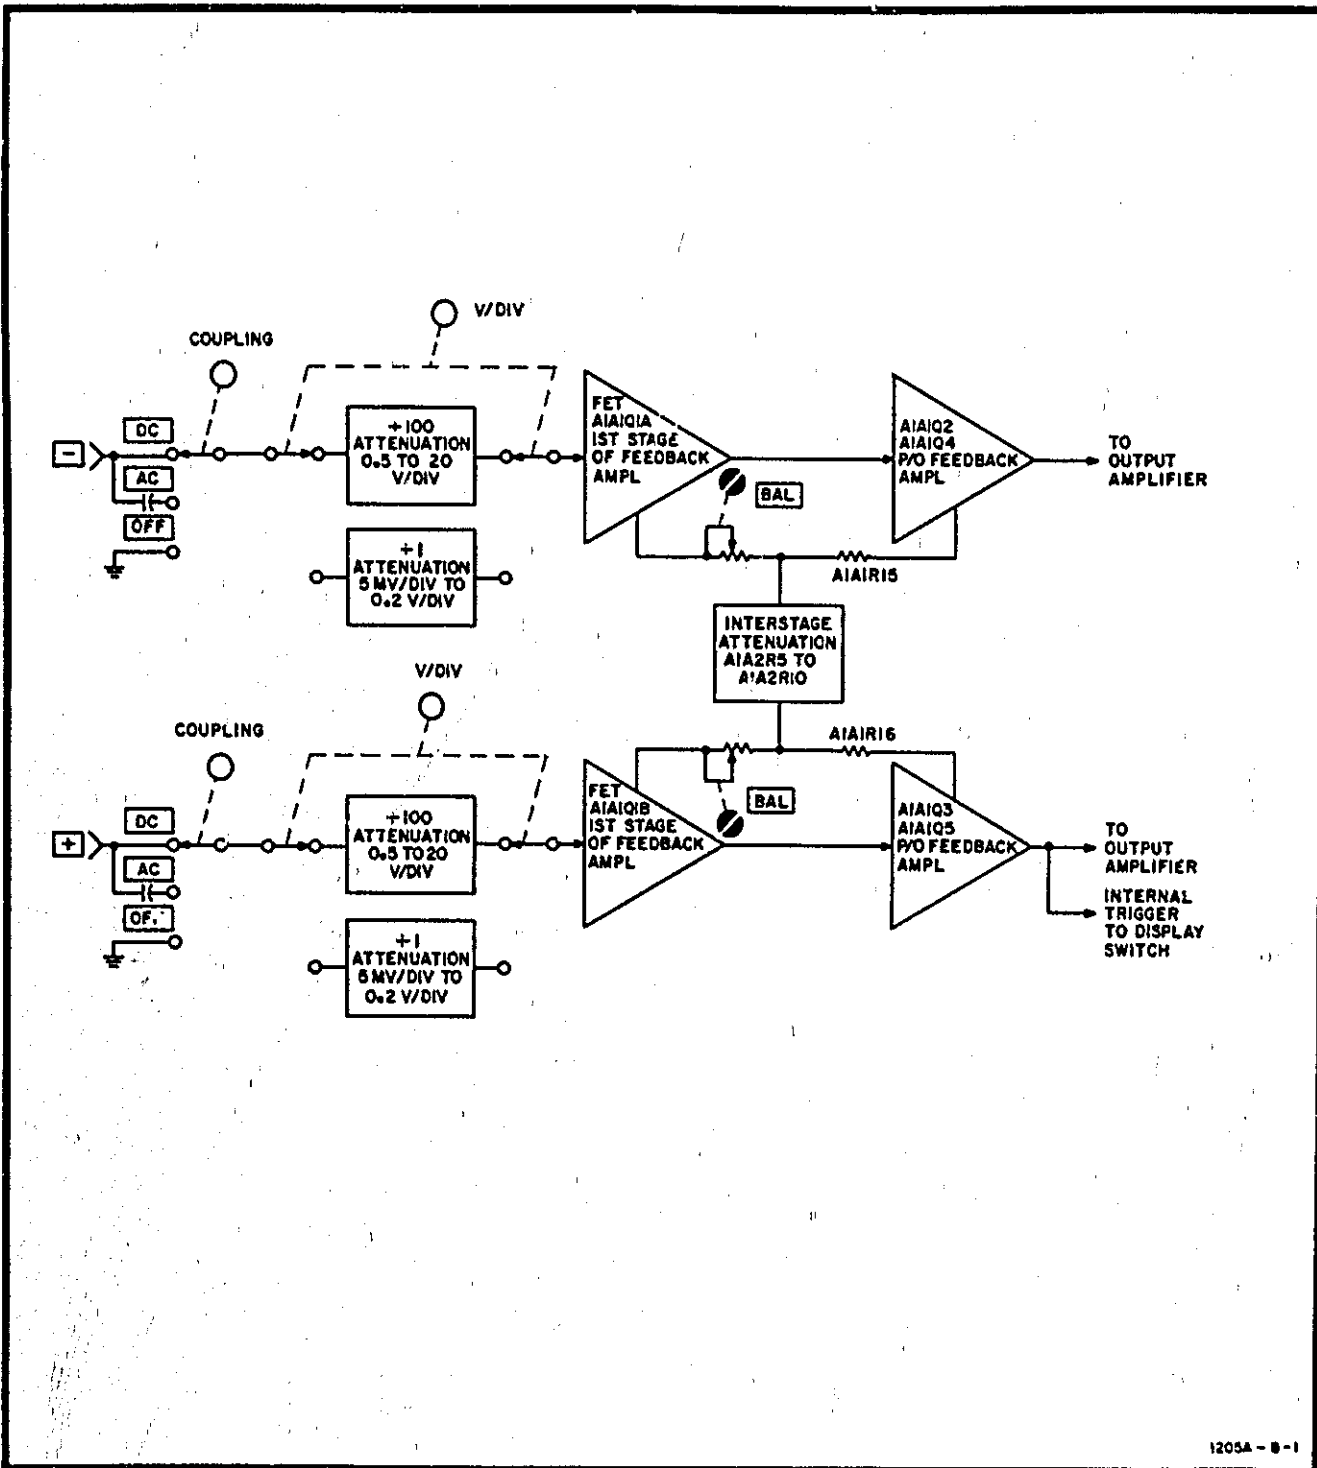 V/DIV
COUPLING
DC
-
AC
OFF
÷100
ATTENUATION
0.5 TO 20
V/DIV
÷1
ATTENUATION
5 MV/DIV TO
0.2 V/DIV
FET
A1A1Q1A
1ST STAGE
OF FEEDBACK
AMPL
BAL
A1A1Q2
A1A1Q4
P/O FEEDBACK
AMPL
TO
OUTPUT
AMPLIFIER
A1A1R15
INTERSTAGE
ATTENUATION
A1A2R5 TO
A1A2R10
V/DIV
COUPLING
DC
+
AC
OF.
÷100
ATTENUATION
0.5 TO 20
V/DIV
÷1
ATTENUATION
5 MV/DIV TO
0.2 V/DIV
FET
A1A1Q1B
1ST STAGE
OF FEEDBACK
AMPL
BAL
A1A1R16
A1A1Q3
A1A1Q5
P/O FEEDBACK
AMPL
TO
OUTPUT
AMPLIFIER
INTERNAL
TRIGGER
TO DISPLAY
SWITCH
1205A-B-1